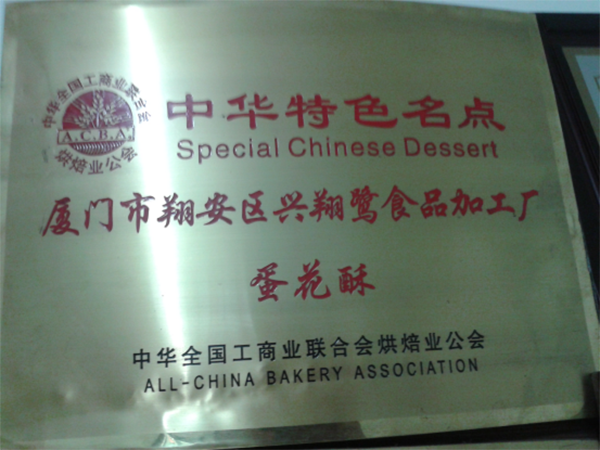 中华全国工商业联合会
A.C.B.A.
烘焙业公会
中华特色名点
Special Chinese Dessert
厦门市翔安区兴翔鹭食品加工厂
蛋花酥
中华全国工商业联合会烘焙业公会
ALL-CHINA BAKERY ASSOCIATION